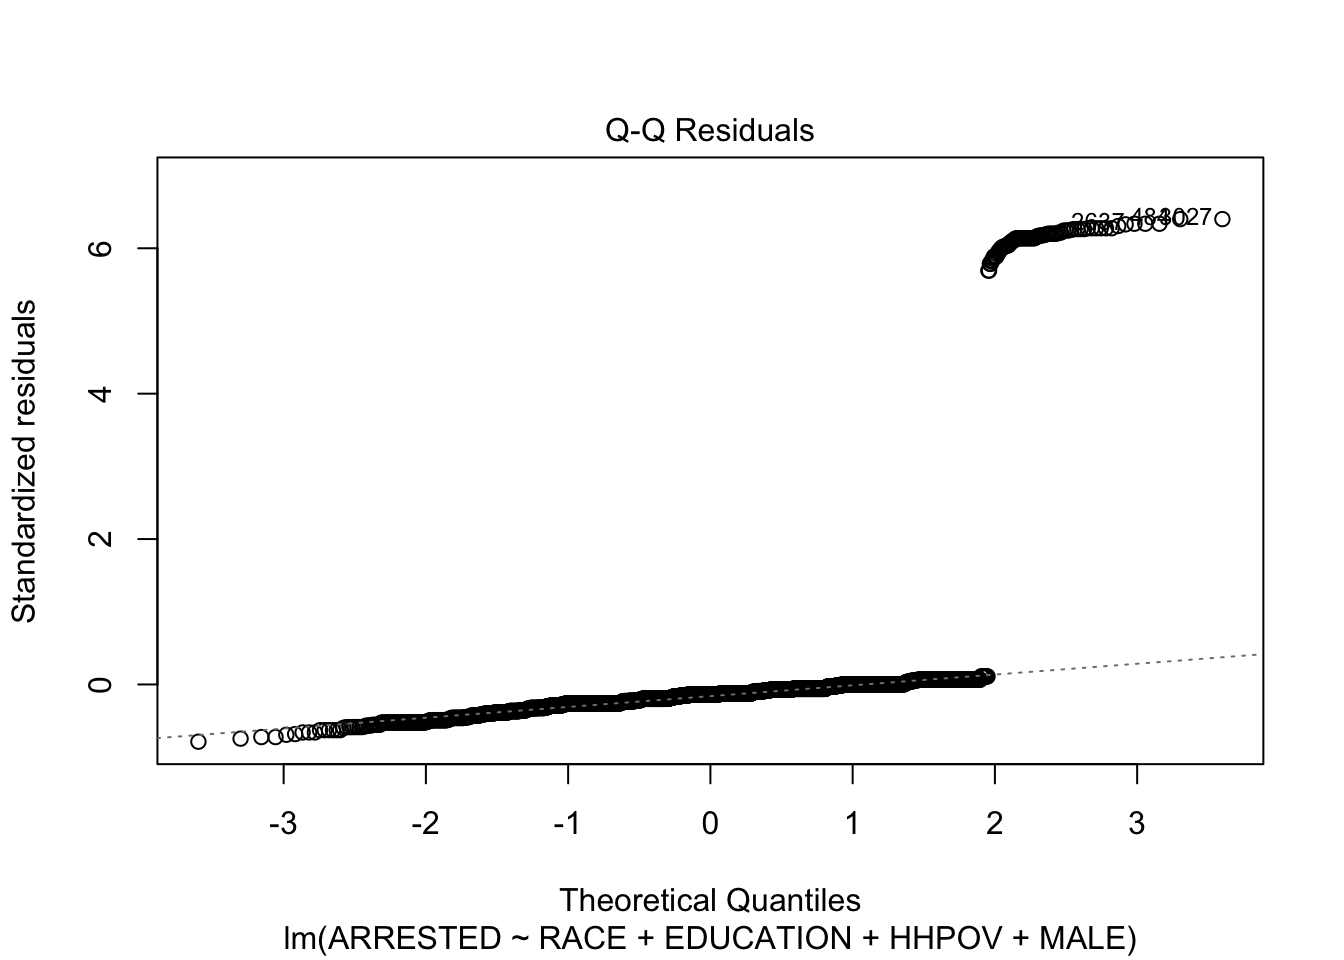 Q-Q Residuals
Standardized residuals
6
4
2
0
-3 -2 -1 0 1 2 3
Theoretical Quantiles
lm(ARRESTED ~ RACE + EDUCATION + HHPOV + MALE)